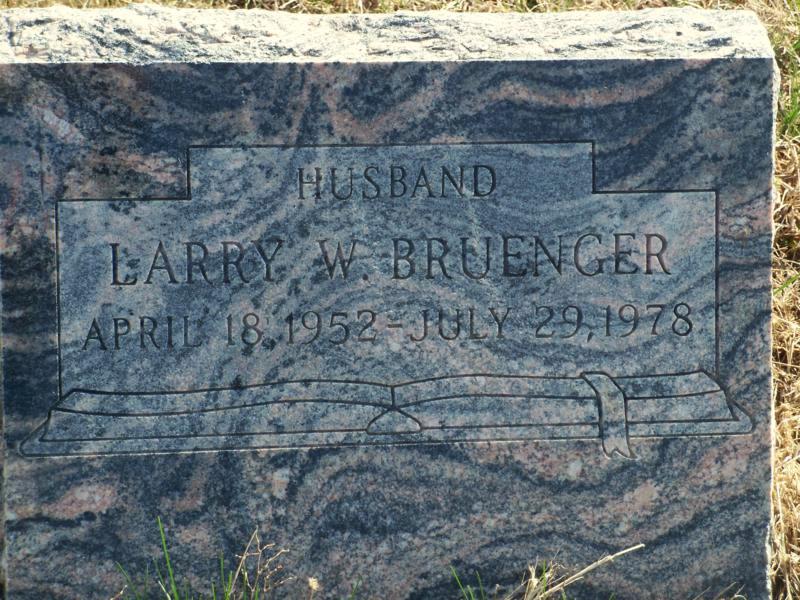 HUSBAND
LARRY W. BRUENGER
APRIL 18, 1952 - JULY 29, 1978